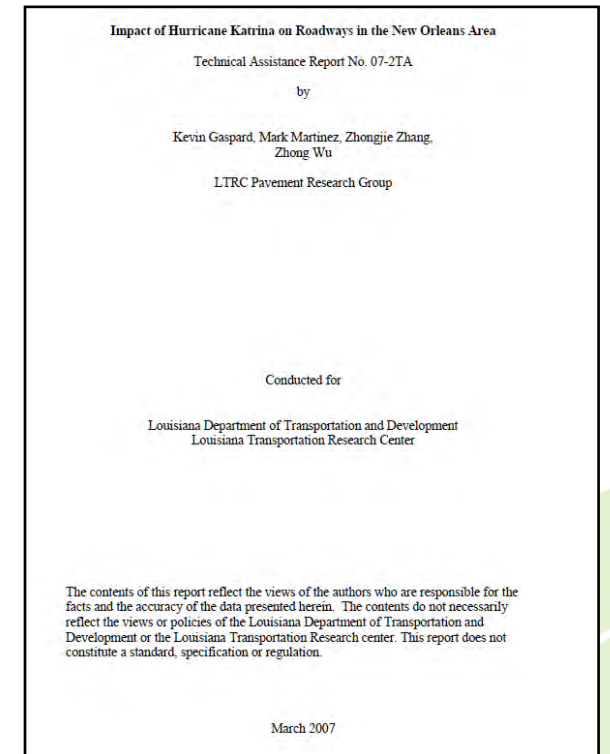 Impact of Hurricane Katrina on Roadways in the New Orleans Area
Technical Assistance Report No. 07-2TA
by
Kevin Gaspard, Mark Martinez, Zhongjie Zhang,
Zhong Wu
LTRC Pavement Research Group
Conducted for
Louisiana Department of Transportation and Development
Louisiana Transportation Research Center
The contents of this report reflect the views of the authors who are responsible for the
facts and the accuracy of the data presented herein. The contents do not necessarily
reflect the views or policies of the Louisiana Department of Transportation and
Development or the Louisiana Transportation Research center. This report does not
constitute a standard, specification or regulation.
March 2007